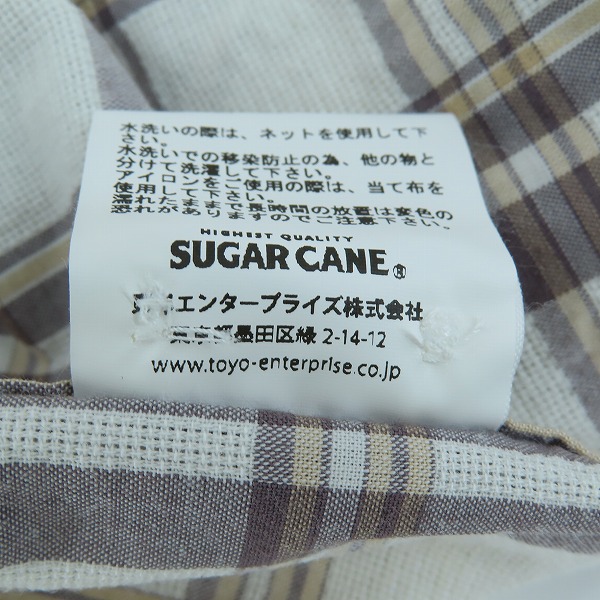 水洗いの際は、ネットを使用して下
さい。
水洗いでの移染防止の為、他の物と
分けて洗濯して下さい。
アイロンをご使用の際は、当て布を
使用して下さい。
濡れたままで長時間の放置は変色の
恐れがありますのでご注意下さい。
HIGHEST QUALITY
SUGAR CANE®
エンタープライズ株式会社
東京都墨田区緑 2-14-12
www.toyo-enterprise.co.jp